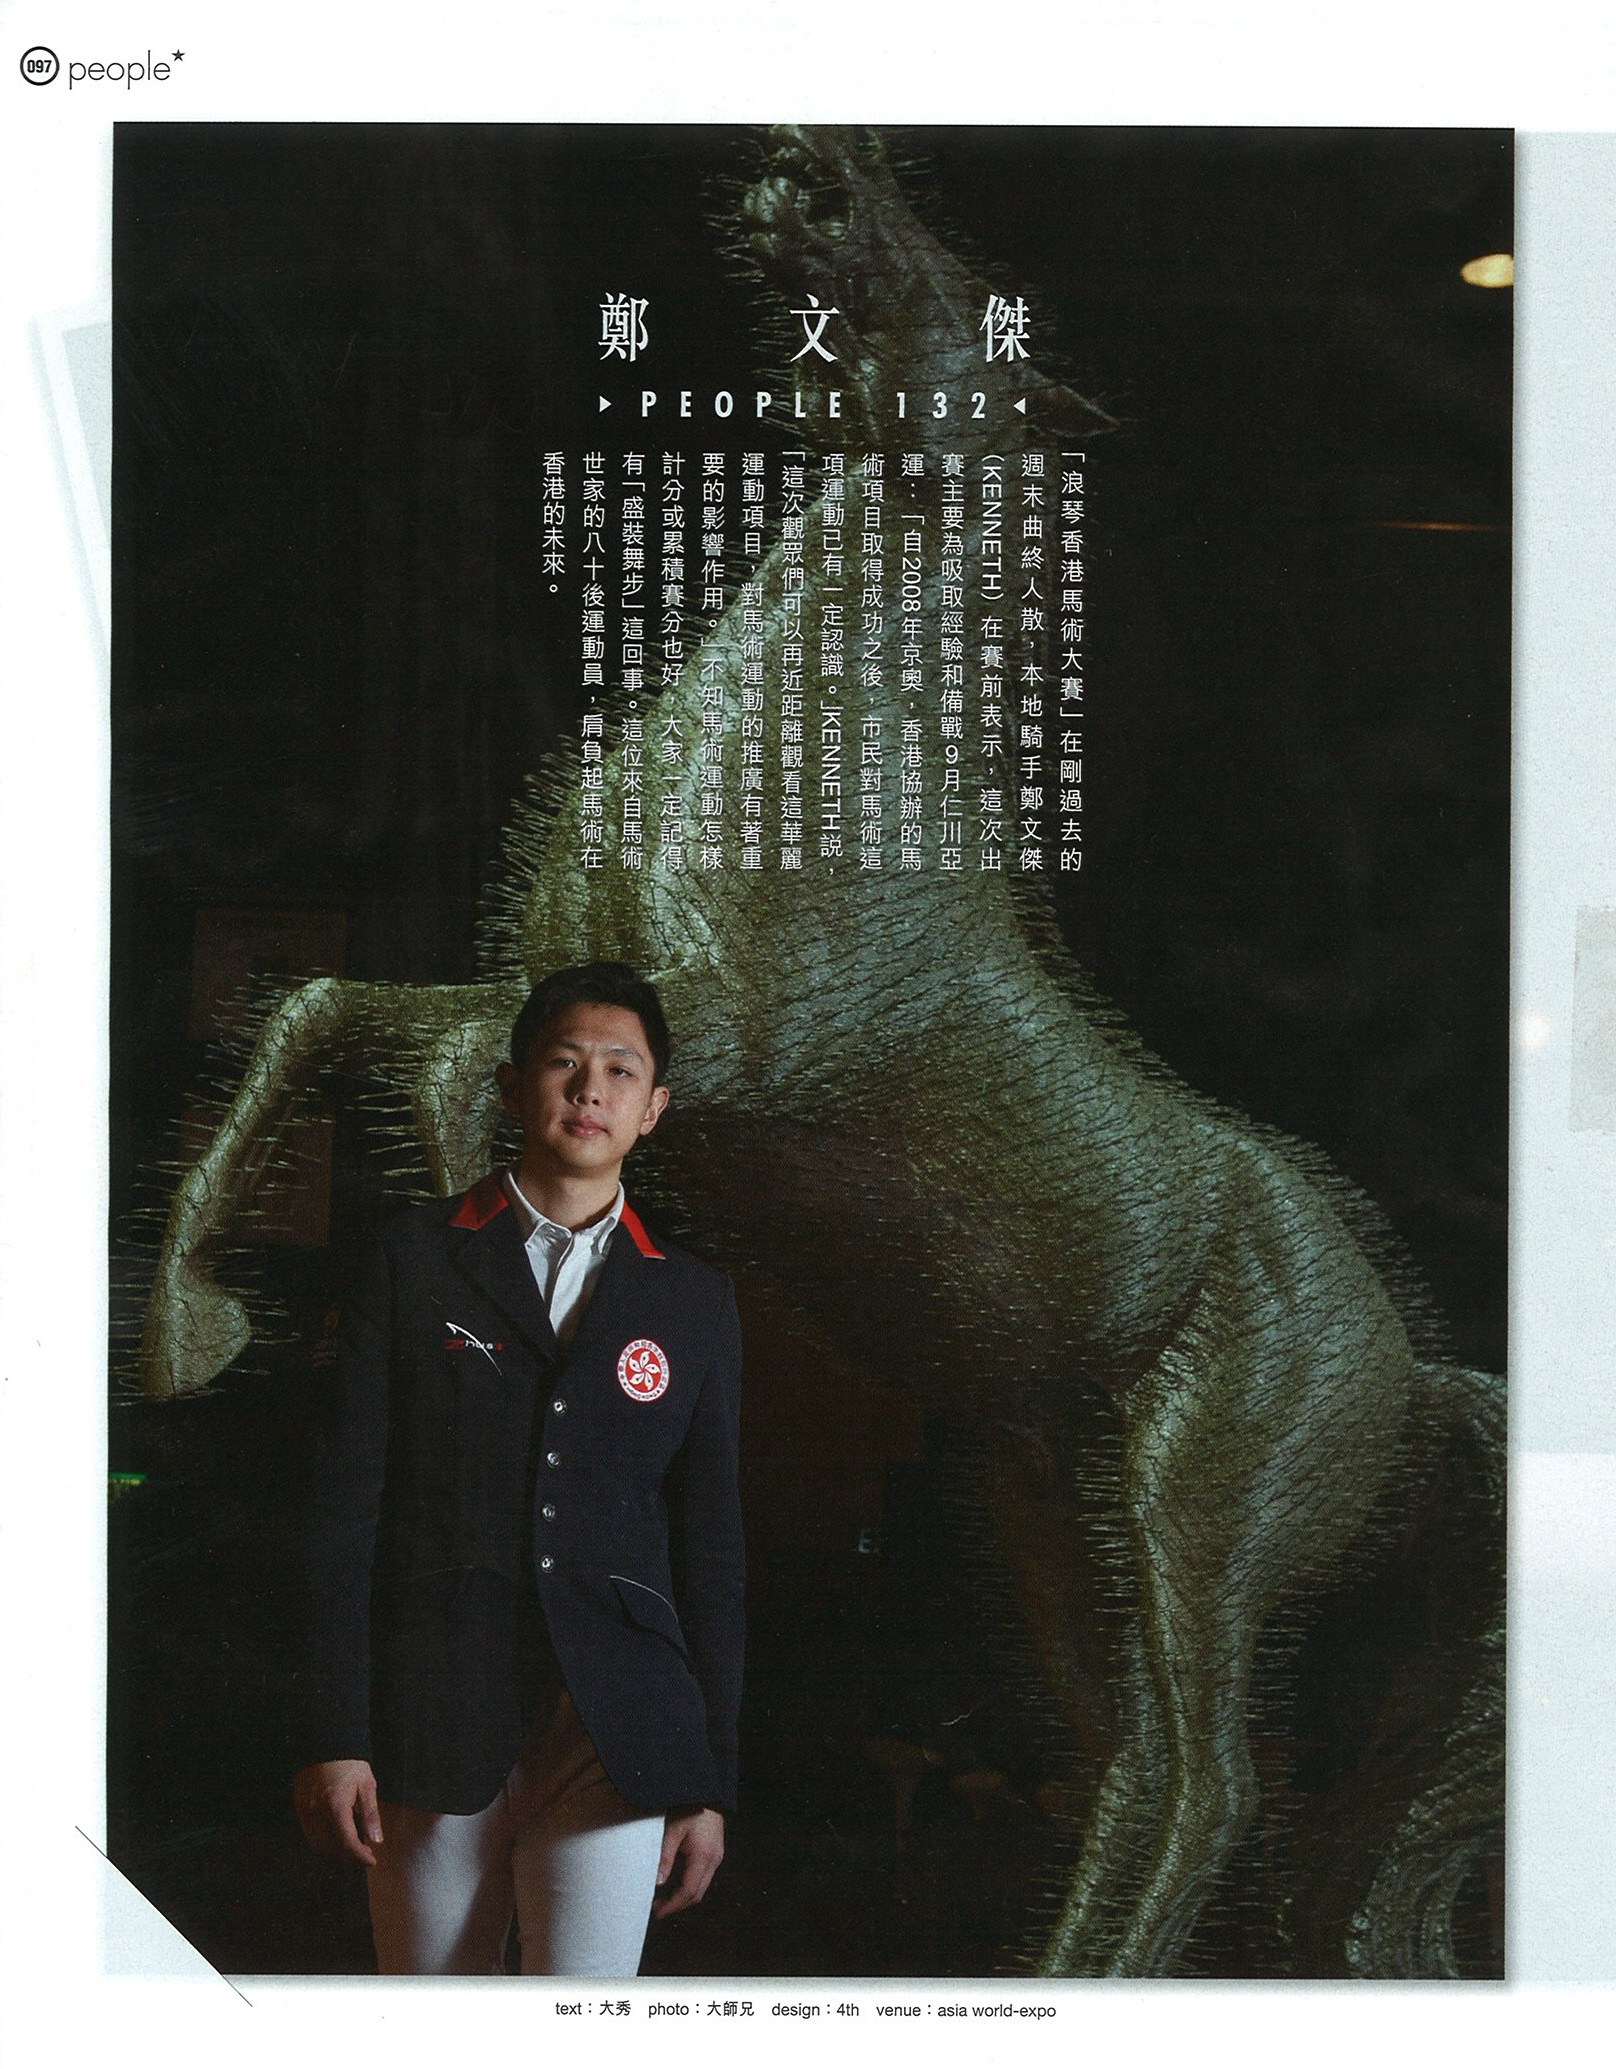 097 people*
鄭文傑
PEOPLE 132
「浪琴香港馬術大賽」在剛過去的
週末曲終人散，本地騎手鄭文傑
（KENNETH）在賽前表示，這次出
賽主要為吸取經驗和備戰9月仁川亞
運：「自2008年京奧，香港協辦的馬
術項目取得成功之後，市民對馬術這
項運動已有一定認識。」KENNETH説，
「這次觀眾們可以再近距離觀看這華麗
運動項目，對馬術運動的推廣有著重
要的影響作用。」不知馬術運動怎樣
計分或累積賽分也好，大家一定記得
有「盛裝舞步」這回事。這位來自馬術
世家的八十後運動員，肩負起馬術在
香港的未來。
HONG KONG
text：大秀 photo：大師兄 design：4th venue：asia world-expo